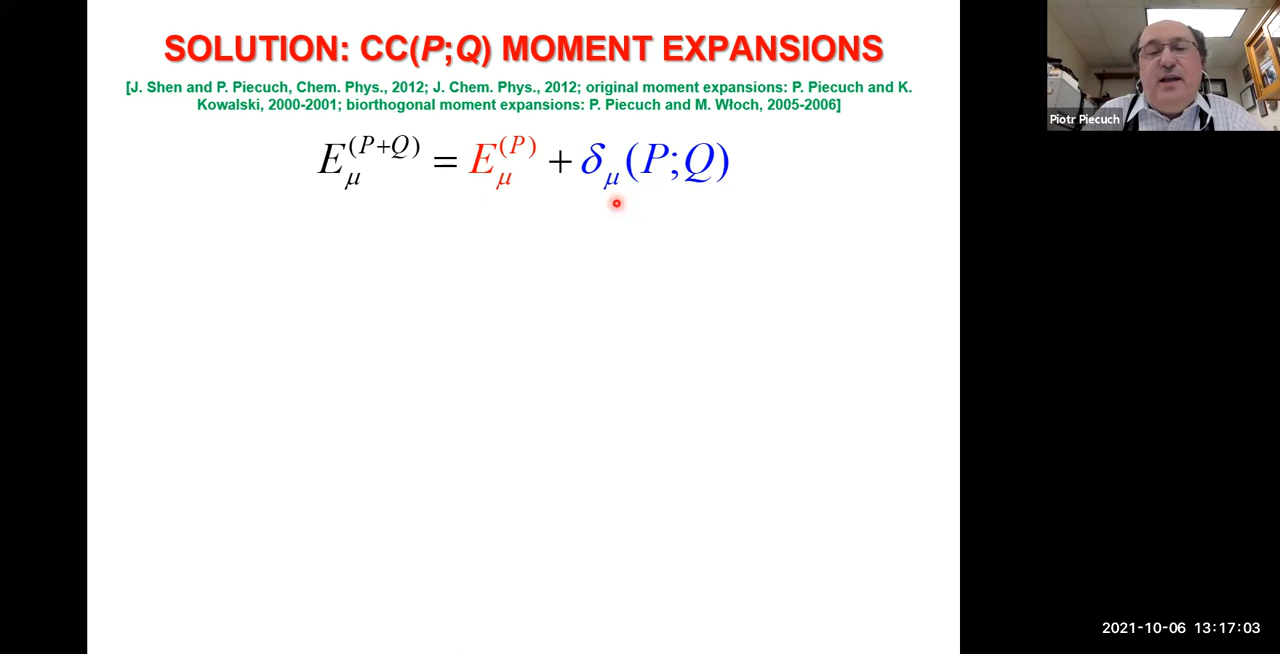 SOLUTION: CC(P;Q) MOMENT EXPANSIONS
[J. Shen and P. Piecuch, Chem. Phys., 2012; J. Chem. Phys., 2012; original moment expansions: P. Piecuch and K.
Kowalski, 2000-2001; biorthogonal moment expansions: P. Piecuch and M. Włoch, 2005-2006]
E_μ^(P+Q) = E_μ^(P) + δ_μ(P;Q)
Piotr Piecuch
2021-10-06 13:17:03